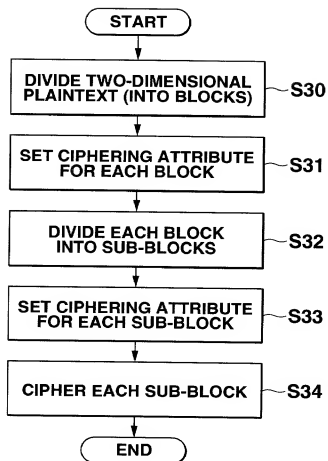 START
DIVIDE TWO-DIMENSIONAL
PLAINTEXT (INTO BLOCKS)
S30
SET CIPHERING ATTRIBUTE
FOR EACH BLOCK
S31
DIVIDE EACH BLOCK
INTO SUB-BLOCKS
S32
SET CIPHERING ATTRIBUTE
FOR EACH SUB-BLOCK
S33
CIPHER EACH SUB-BLOCK
S34
END